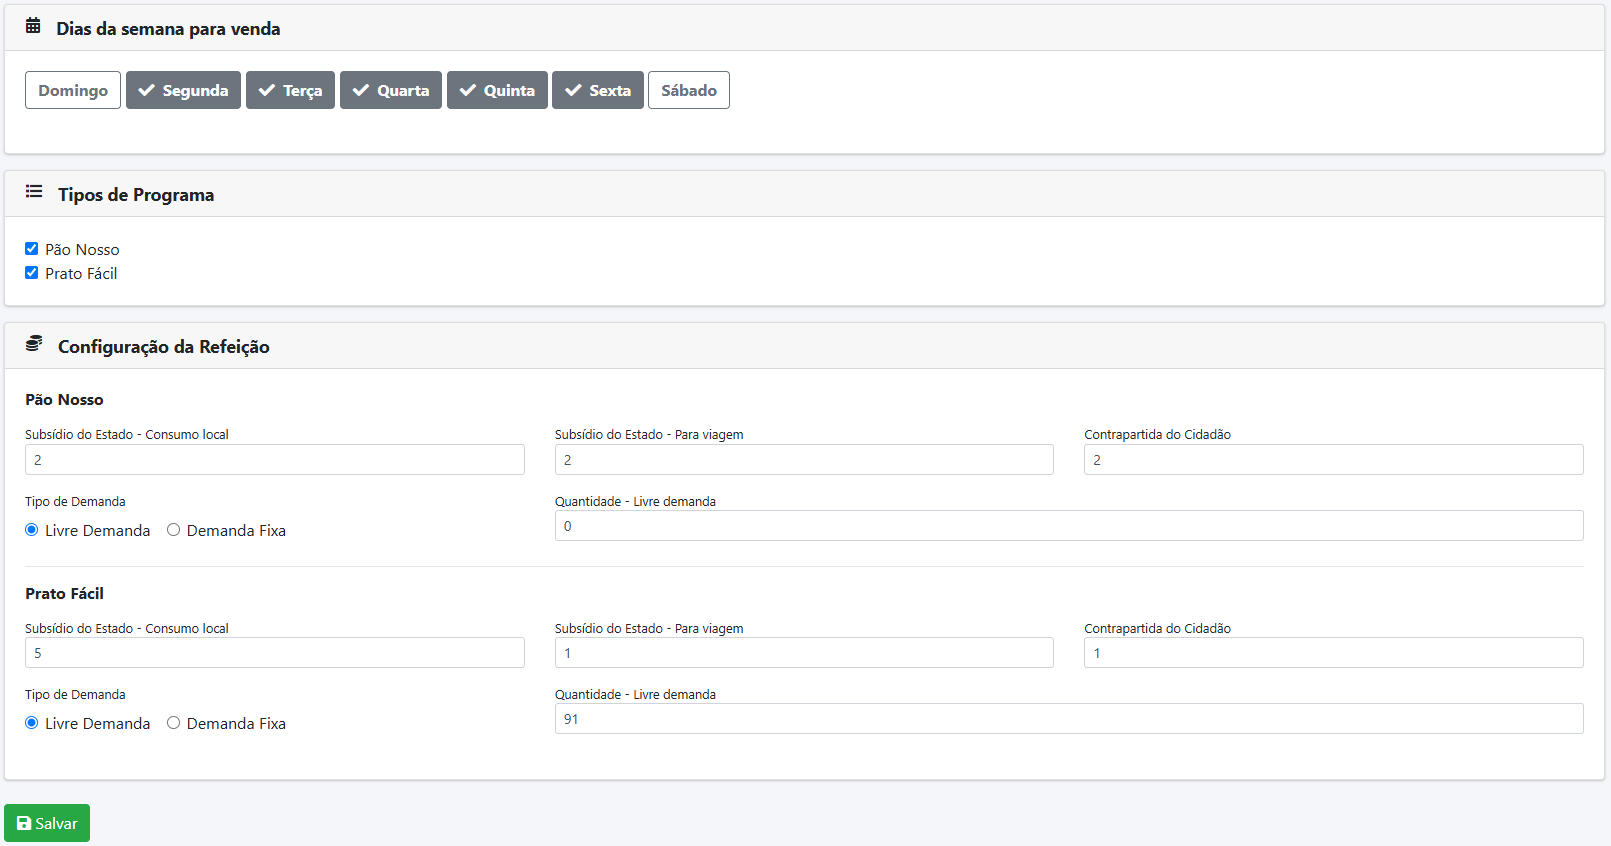 Dias da semana para venda
Domingo Segunda Terça Quarta Quinta Sexta Sábado
Tipos de Programa
Pão Nosso
Prato Fácil
Configuração da Refeição
Pão Nosso
Subsídio do Estado - Consumo local Subsídio do Estado - Para viagem Contrapartida do Cidadão
2 2 2
Tipo de Demanda Quantidade - Livre demanda
Livre Demanda Demanda Fixa 0
Prato Fácil
Subsídio do Estado - Consumo local Subsídio do Estado - Para viagem Contrapartida do Cidadão
5 1 1
Tipo de Demanda Quantidade - Livre demanda
Livre Demanda Demanda Fixa 91
Salvar